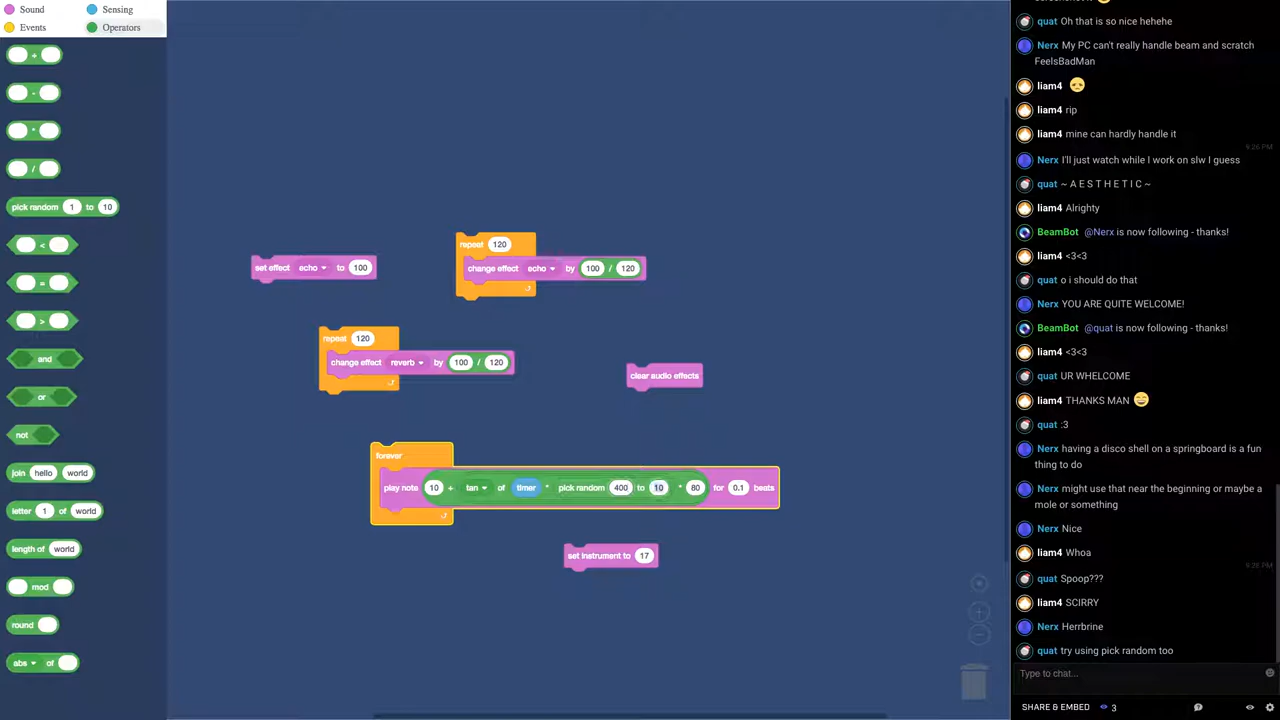 Sound
Sensing
Events
Operators
+
-
*
/
pick random 1 to 10
<
=
>
and
or
not
join hello world
letter 1 of world
length of world
mod
round
abs of
set effect echo to 100
repeat 120
change effect echo by 100 / 120
repeat 120
change effect reverb by 100 / 120
clear audio effects
forever
play note 10 + tan of timer * pick random 400 to 10 * 80 for 0.1 beats
set instrument to 17
quat Oh that is so nice hehehe
Nerx My PC can't really handle beam and scratch
FeelsBadMan
liam4
liam4 rip
liam4 mine can hardly handle it
9:26 PM
Nerx I'll just watch while I work on slw I guess
quat ~ A E S T H E T I C ~
liam4 Alrighty
BeamBot @Nerx is now following - thanks!
liam4 <3<3
quat o i should do that
Nerx YOU ARE QUITE WELCOME!
BeamBot @quat is now following - thanks!
liam4 <3<3
quat UR WHELCOME
liam4 THANKS MAN
quat :3
Nerx having a disco shell on a springboard is a fun
thing to do
Nerx might use that near the beginning or maybe a
mole or something
Nerx Nice
liam4 Whoa
9:28 PM
quat Spoop???
liam4 SCIRRY
Nerx Herrbrine
quat try using pick random too
Type to chat...
SHARE & EMBED 3